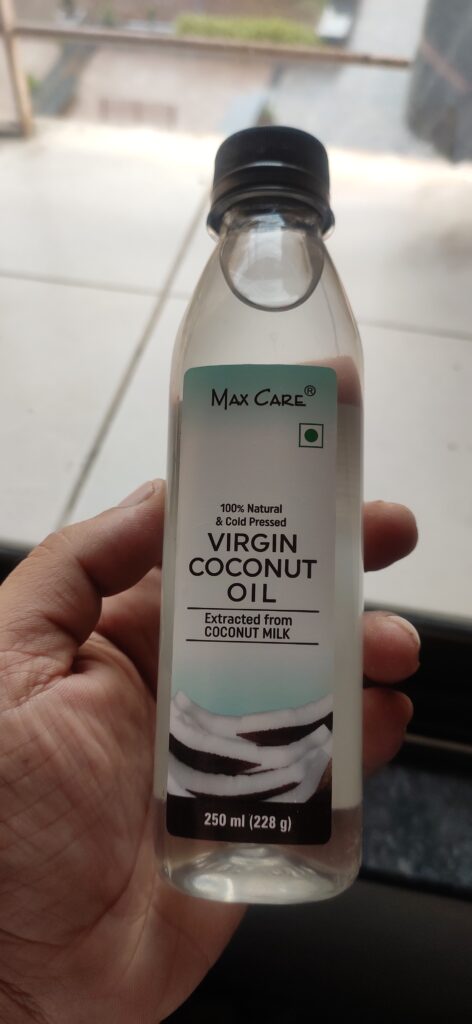 MAX CARE®
100% Natural
& Cold Pressed
VIRGIN
COCONUT
OIL
Extracted from
COCONUT MILK
250 ml (228 g)